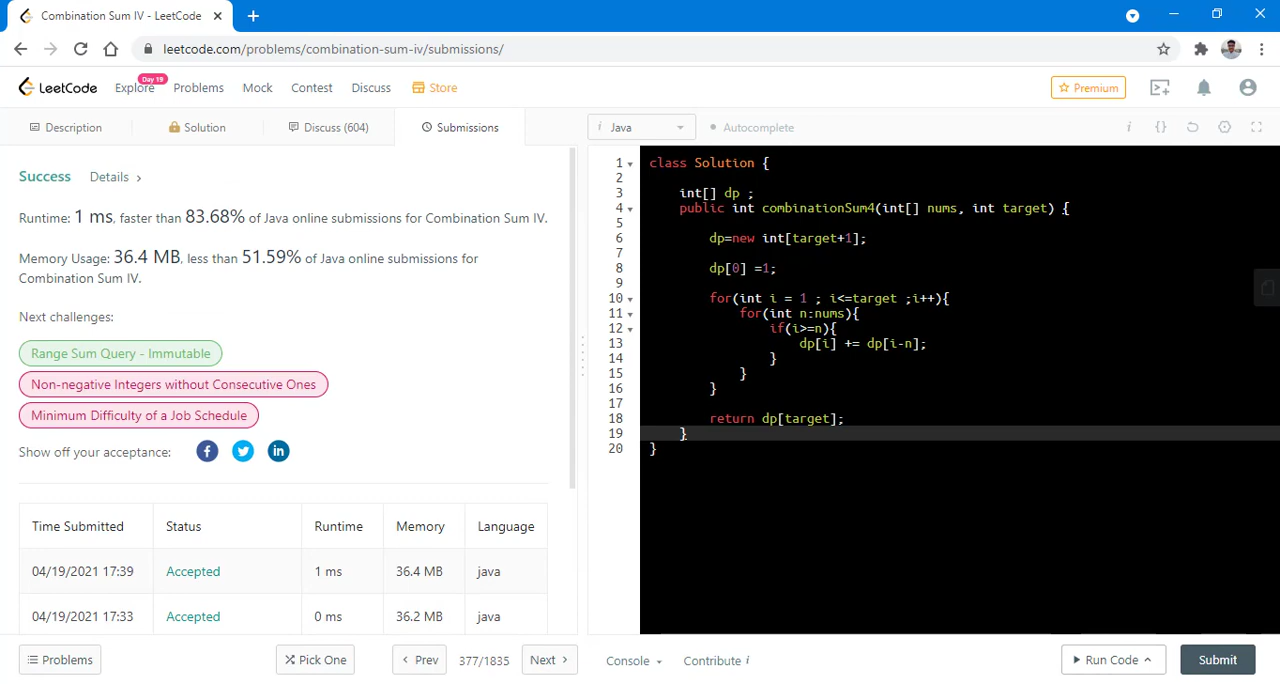 Combination Sum IV - LeetCode
leetcode.com/problems/combination-sum-iv/submissions/
LeetCode Explore Day 19 Problems Mock Contest Discuss Store Premium
Description Solution Discuss (604) Submissions
i Java Autocomplete
Success Details
Runtime: 1 ms, faster than 83.68% of Java online submissions for Combination Sum IV.
Memory Usage: 36.4 MB, less than 51.59% of Java online submissions for
Combination Sum IV.
Next challenges:
Range Sum Query - Immutable
Non-negative Integers without Consecutive Ones
Minimum Difficulty of a Job Schedule
Show off your acceptance:
Time Submitted Status Runtime Memory Language
04/19/2021 17:39 Accepted 1 ms 36.4 MB java
04/19/2021 17:33 Accepted 0 ms 36.2 MB java
1 class Solution {
2
3 int[] dp ;
4 public int combinationSum4(int[] nums, int target) {
5
6 dp=new int[target+1];
7
8 dp[0] =1;
9
10 for(int i = 1 ; i<=target ;i++){
11 for(int n:nums){
12 if(i>=n){
13 dp[i] += dp[i-n];
14 }
15 }
16 }
17
18 return dp[target];
19 }
20 }
Problems Pick One Prev 377/1835 Next Console Contribute i Run Code Submit